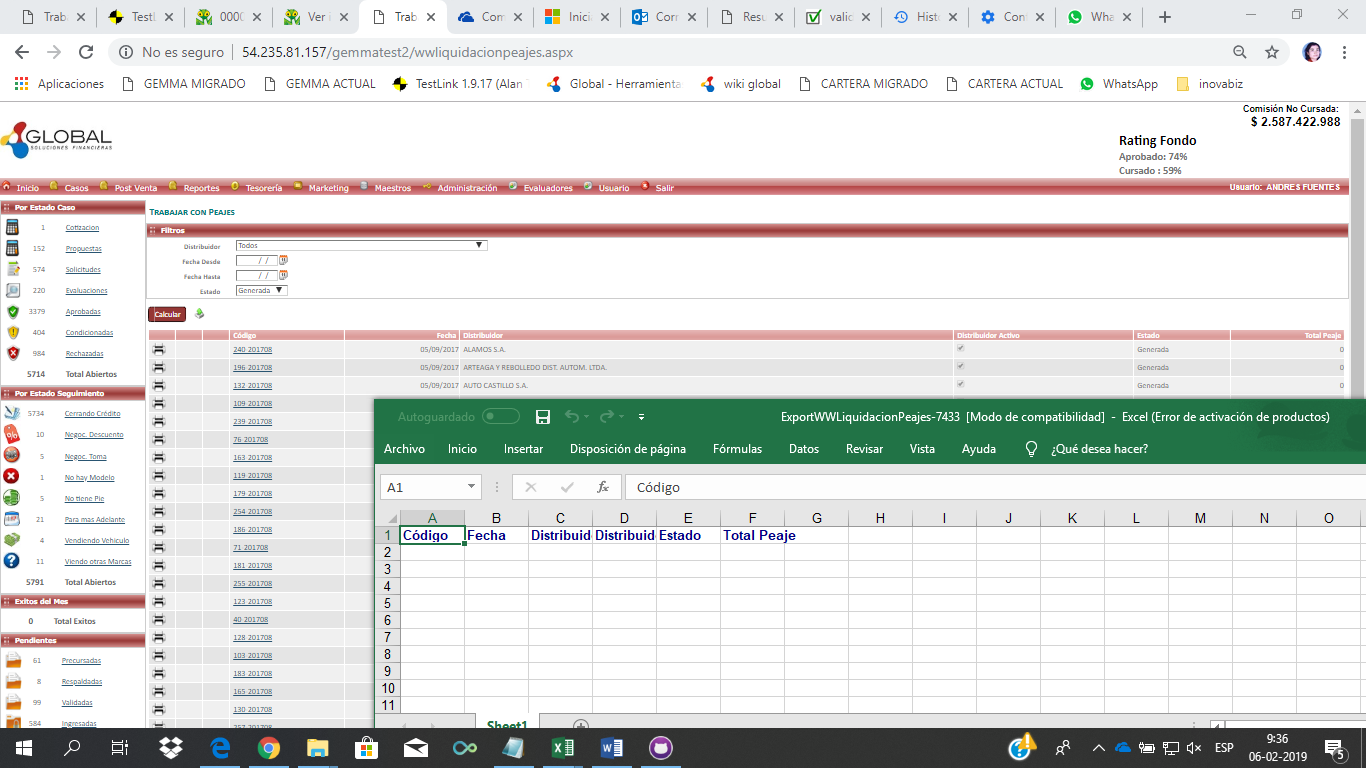 Trab
TestL
0000
Ver i
Trab
Com
Inicia
Corr
Resu
valid
Hist
Conf
Wha
No es seguro | 54.235.81.157/gemmatest2/wwliquidacionpeajes.aspx
Aplicaciones GEMMA MIGRADO GEMMA ACTUAL TestLink 1.9.17 (Alan Global - Herramienta wiki global CARTERA MIGRADO CARTERA ACTUAL WhatsApp inovabiz
Comisión No Cursada:
$ 2.587.422.988
GLOBAL
SOLUCIONES FINANCIERAS
Rating Fondo
Aprobado: 74%
Cursado : 59%
Inicio Casos Post Venta Reportes Tesorería Marketing Maestros Administración Evaluadores Usuario Salir Usuario: ANDRES FUENTES
Por Estado Caso
1 Cotizacion
152 Propuestas
574 Solicitudes
220 Evaluaciones
3379 Aprobadas
404 Condicionadas
984 Rechazadas
5714 Total Abiertos
Por Estado Seguimiento
5734 Cerrando Crédito
10 Negoc. Descuento
5 Negoc. Toma
1 No hay Modelo
5 No tiene Pie
21 Para mas Adelante
4 Vendiendo Vehiculo
11 Viendo otras Marcas
5791 Total Abiertos
Exitos del Mes
0 Total Exitos
Pendientes
61 Precursadas
8 Respaldadas
99 Validadas
584 Ingresadas
Trabajar con Peajes
Filtros
Distribuidor Todos
Fecha Desde / /
Fecha Hasta / /
Estado Generada
Calcular
Código Fecha Distribuidor Distribuidor Activo Estado Total Peaje
240-201708 05/09/2017 ALAMOS S.A. Generada 0
196-201708 05/09/2017 ARTEAGA Y REBOLLEDO DIST. AUTOM. LTDA. Generada 0
132-201708 05/09/2017 AUTO CASTILLO S.A. Generada 0
109-201708
239-201708
76-201708
163-201708
119-201708
179-201708
254-201708
186-201708
71-201708
181-201708
255-201708
123-201708
40-201708
128-201708
103-201708
183-201708
165-201708
130-201708
257-201708
Autoguardado ExportWWLiquidacionPeajes-7433 [Modo de compatibilidad] - Excel (Error de activación de productos)
Archivo Inicio Insertar Disposición de página Fórmulas Datos Revisar Vista Ayuda ¿Qué desea hacer?
A1 fx Código
A B C D E F G H I J K L M N O
1 Código Fecha Distribuid Distribuid Estado Total Peaje
2
3
4
5
6
7
8
9
10
11
Sheet1
ESP
9:36
06-02-2019
5